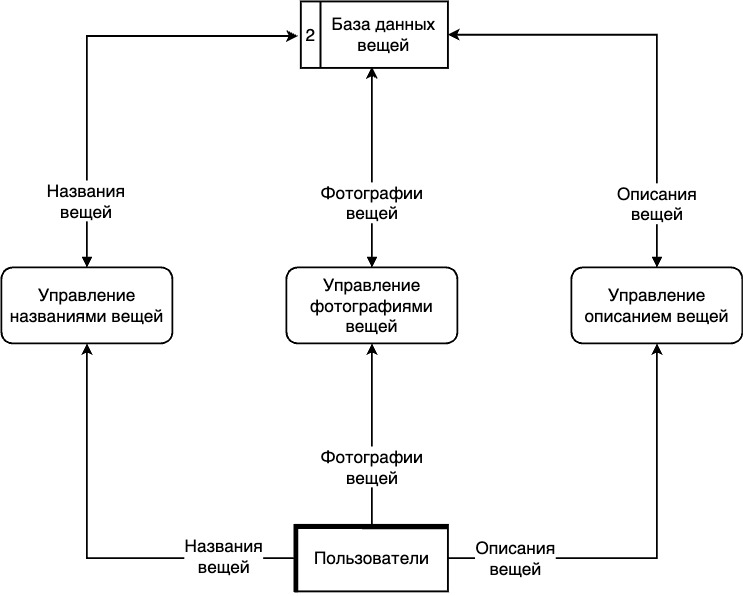 2
База данных
вещей
Названия
вещей
Фотографии
вещей
Описания
вещей
Управление
названиями вещей
Управление
фотографиями
вещей
Управление
описанием вещей
Фотографии
вещей
Названия
вещей
Пользователи
Описания
вещей